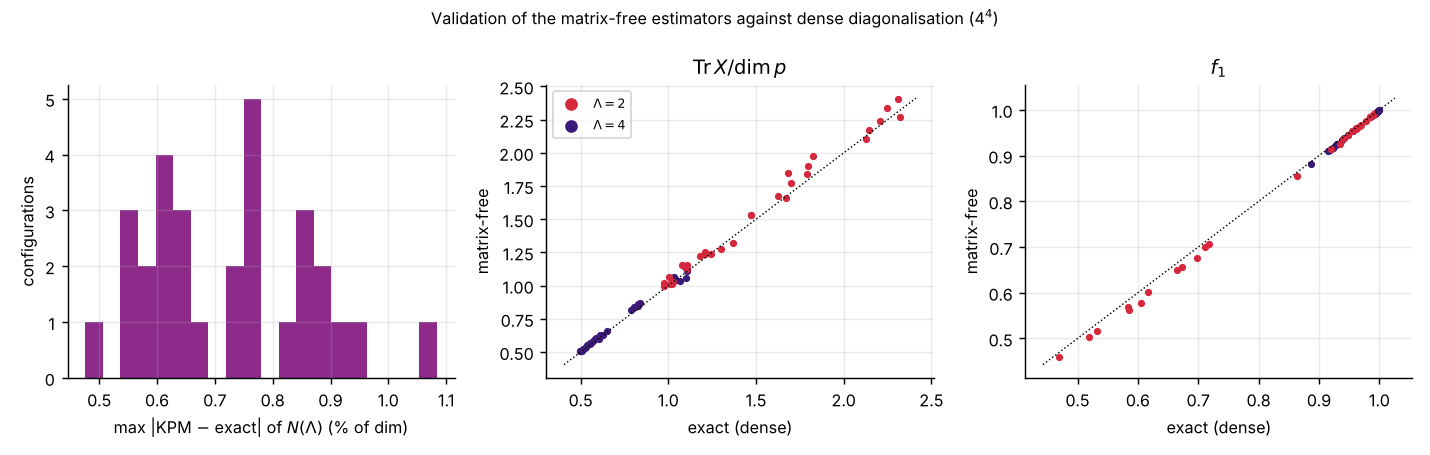 Validation of the matrix-free estimators against dense diagonalisation (4⁴)
configurations
5
4
3
2
1
0
0.5 0.6 0.7 0.8 0.9 1.0 1.1
max |KPM − exact| of N(Λ) (% of dim)
Tr X/dim p
matrix-free
2.50
2.25
2.00
1.75
1.50
1.25
1.00
0.75
0.50
Λ = 2
Λ = 4
0.5 1.0 1.5 2.0 2.5
exact (dense)
f₁
matrix-free
1.0
0.9
0.8
0.7
0.6
0.5
0.5 0.6 0.7 0.8 0.9 1.0
exact (dense)